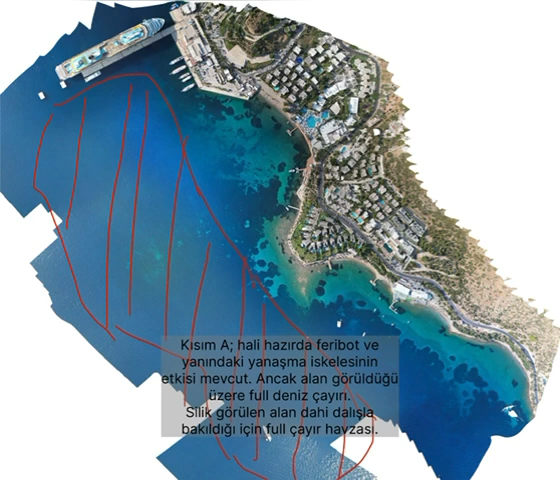 Kısım A; hali hazırda feribot ve
yanındaki yanaşma iskelesinin
etkisi mevcut. Ancak alan görüldüğü
üzere full deniz çayırı.
Silik görülen alan dahi dalışla
bakıldığı için full çayır havzası.